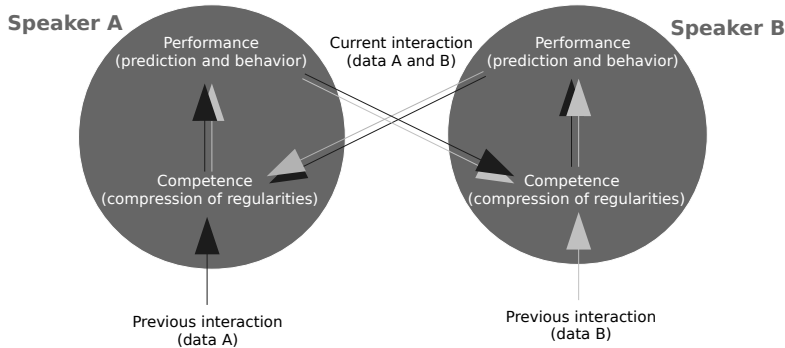 Speaker A
Speaker B
Performance
(prediction and behavior)
Current interaction
(data A and B)
Performance
(prediction and behavior)
Competence
(compression of regularities)
Competence
(compression of regularities)
Previous interaction
(data A)
Previous interaction
(data B)